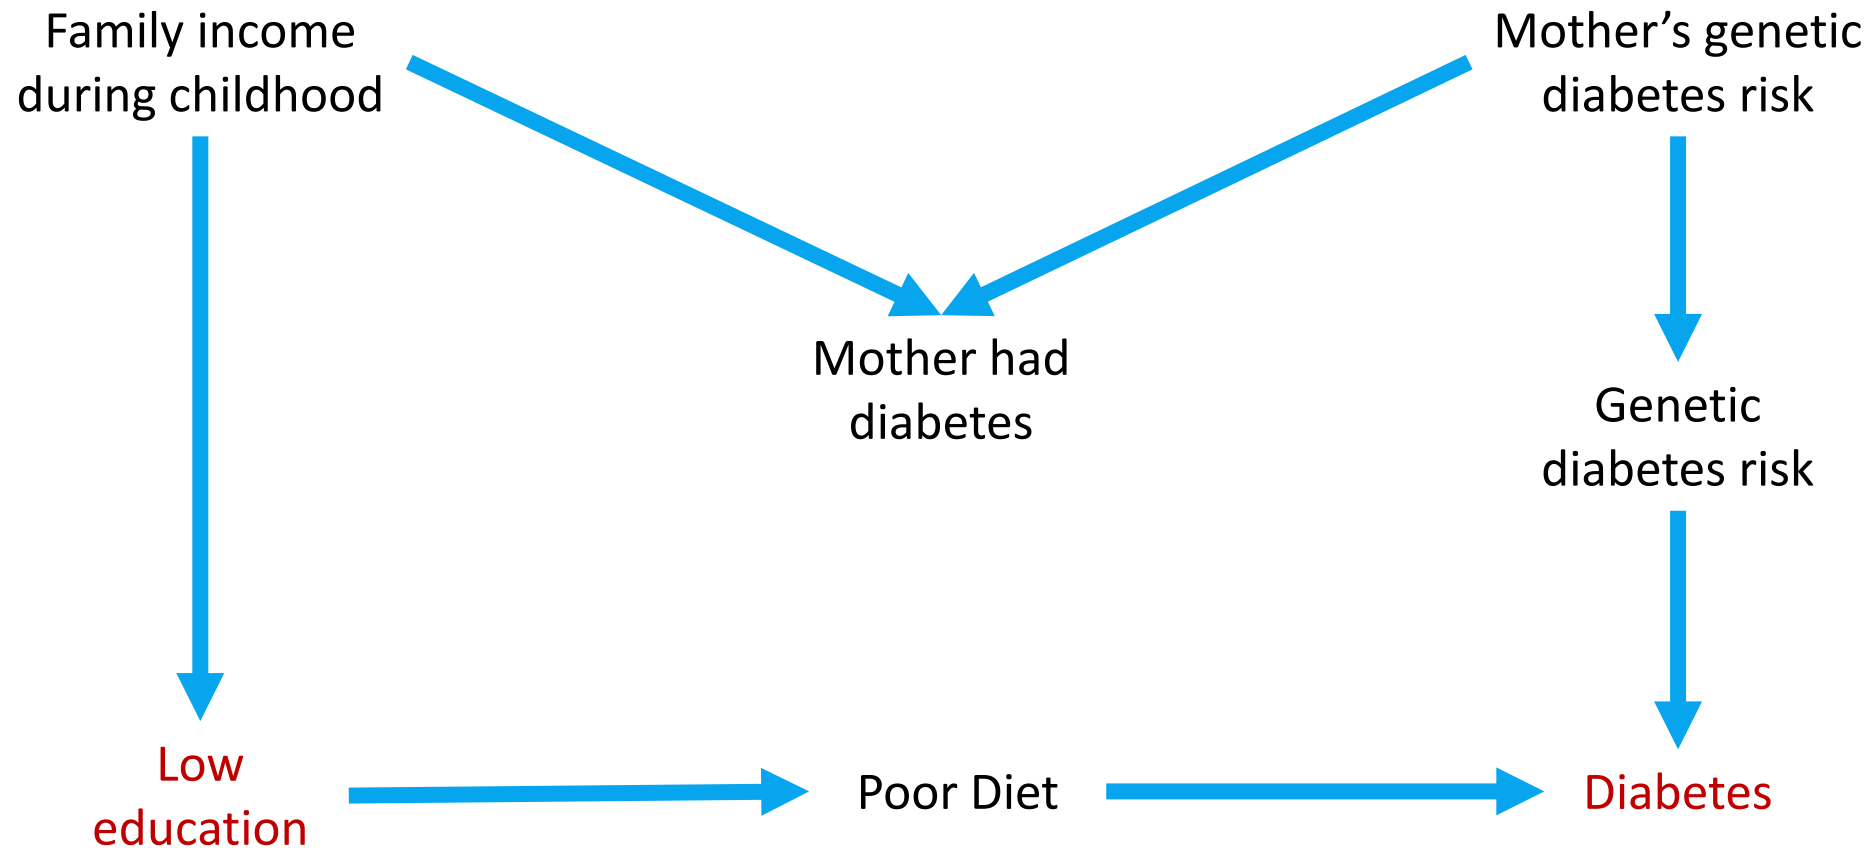 Family income
during childhood
Mother’s genetic
diabetes risk
Mother had
diabetes
Genetic
diabetes risk
Low
education
Poor Diet
Diabetes